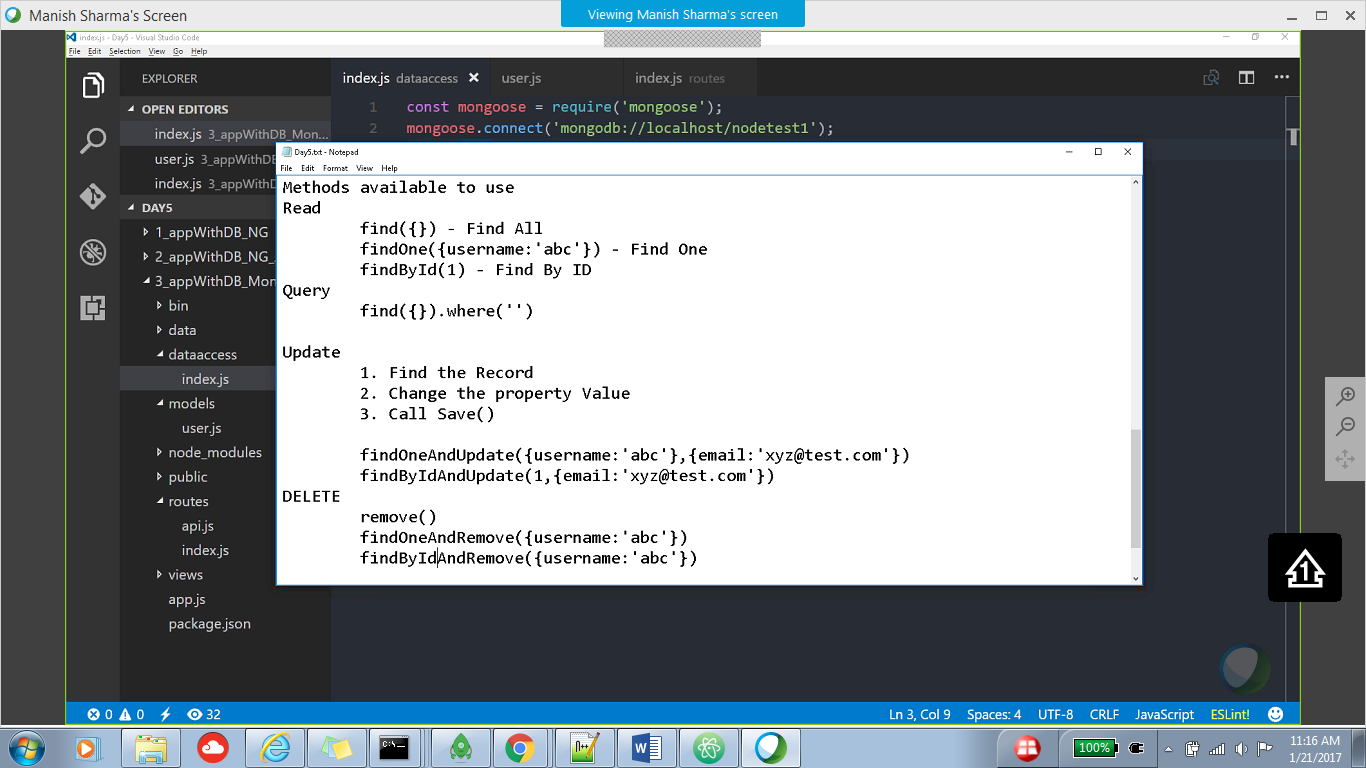 Manish Sharma's Screen
Viewing Manish Sharma's screen
index.js - Day5 - Visual Studio Code
File Edit Selection View Go Help
EXPLORER
OPEN EDITORS
index.js 3_appWithDB_Mon...
user.js 3_appWithDB
index.js 3_appWithD
DAY5
1_appWithDB_NG
2_appWithDB_NG_
3_appWithDB_Mon
bin
data
dataaccess
index.js
models
user.js
node_modules
public
routes
api.js
index.js
views
app.js
package.json
index.js dataaccess
user.js
index.js routes
1 const mongoose = require('mongoose');
2 mongoose.connect('mongodb://localhost/nodetest1');
Day5.txt - Notepad
File Edit Format View Help
Methods available to use
Read
find({}) - Find All
findOne({username:'abc'}) - Find One
findById(1) - Find By ID
Query
find({}).where('')
Update
1. Find the Record
2. Change the property Value
3. Call Save()
findOneAndUpdate({username:'abc'},{email:'xyz@test.com'})
findByIdAndUpdate(1,{email:'xyz@test.com'})
DELETE
remove()
findOneAndRemove({username:'abc'})
findByIdAndRemove({username:'abc'})
1
0 0 32
Ln 3, Col 9 Spaces: 4 UTF-8 CRLF JavaScript ESLint!
100%
11:16 AM
1/21/2017